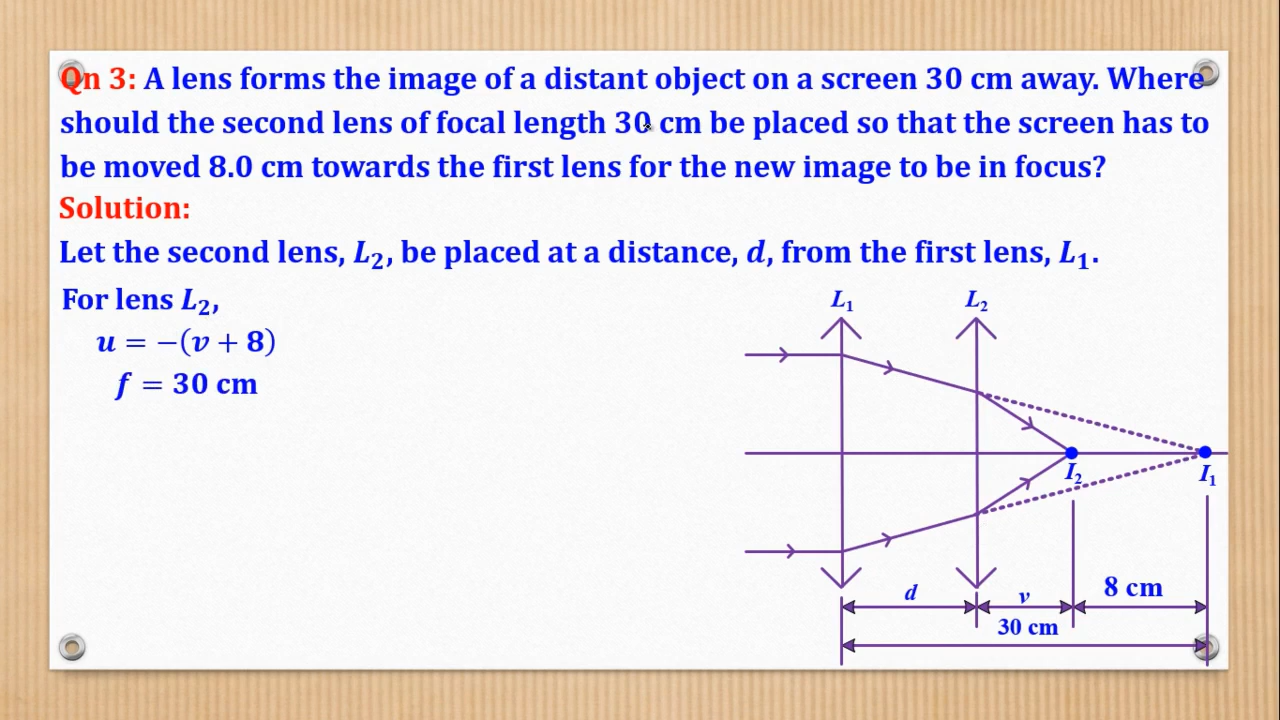 Qn 3: A lens forms the image of a distant object on a screen 30 cm away. Where
should the second lens of focal length 30 cm be placed so that the screen has to
be moved 8.0 cm towards the first lens for the new image to be in focus?
Solution:
Let the second lens, L₂, be placed at a distance, d, from the first lens, L₁.
For lens L₂,
u = −(v + 8)
f = 30 cm
L₁ L₂
I₂ I₁
d v 8 cm
30 cm